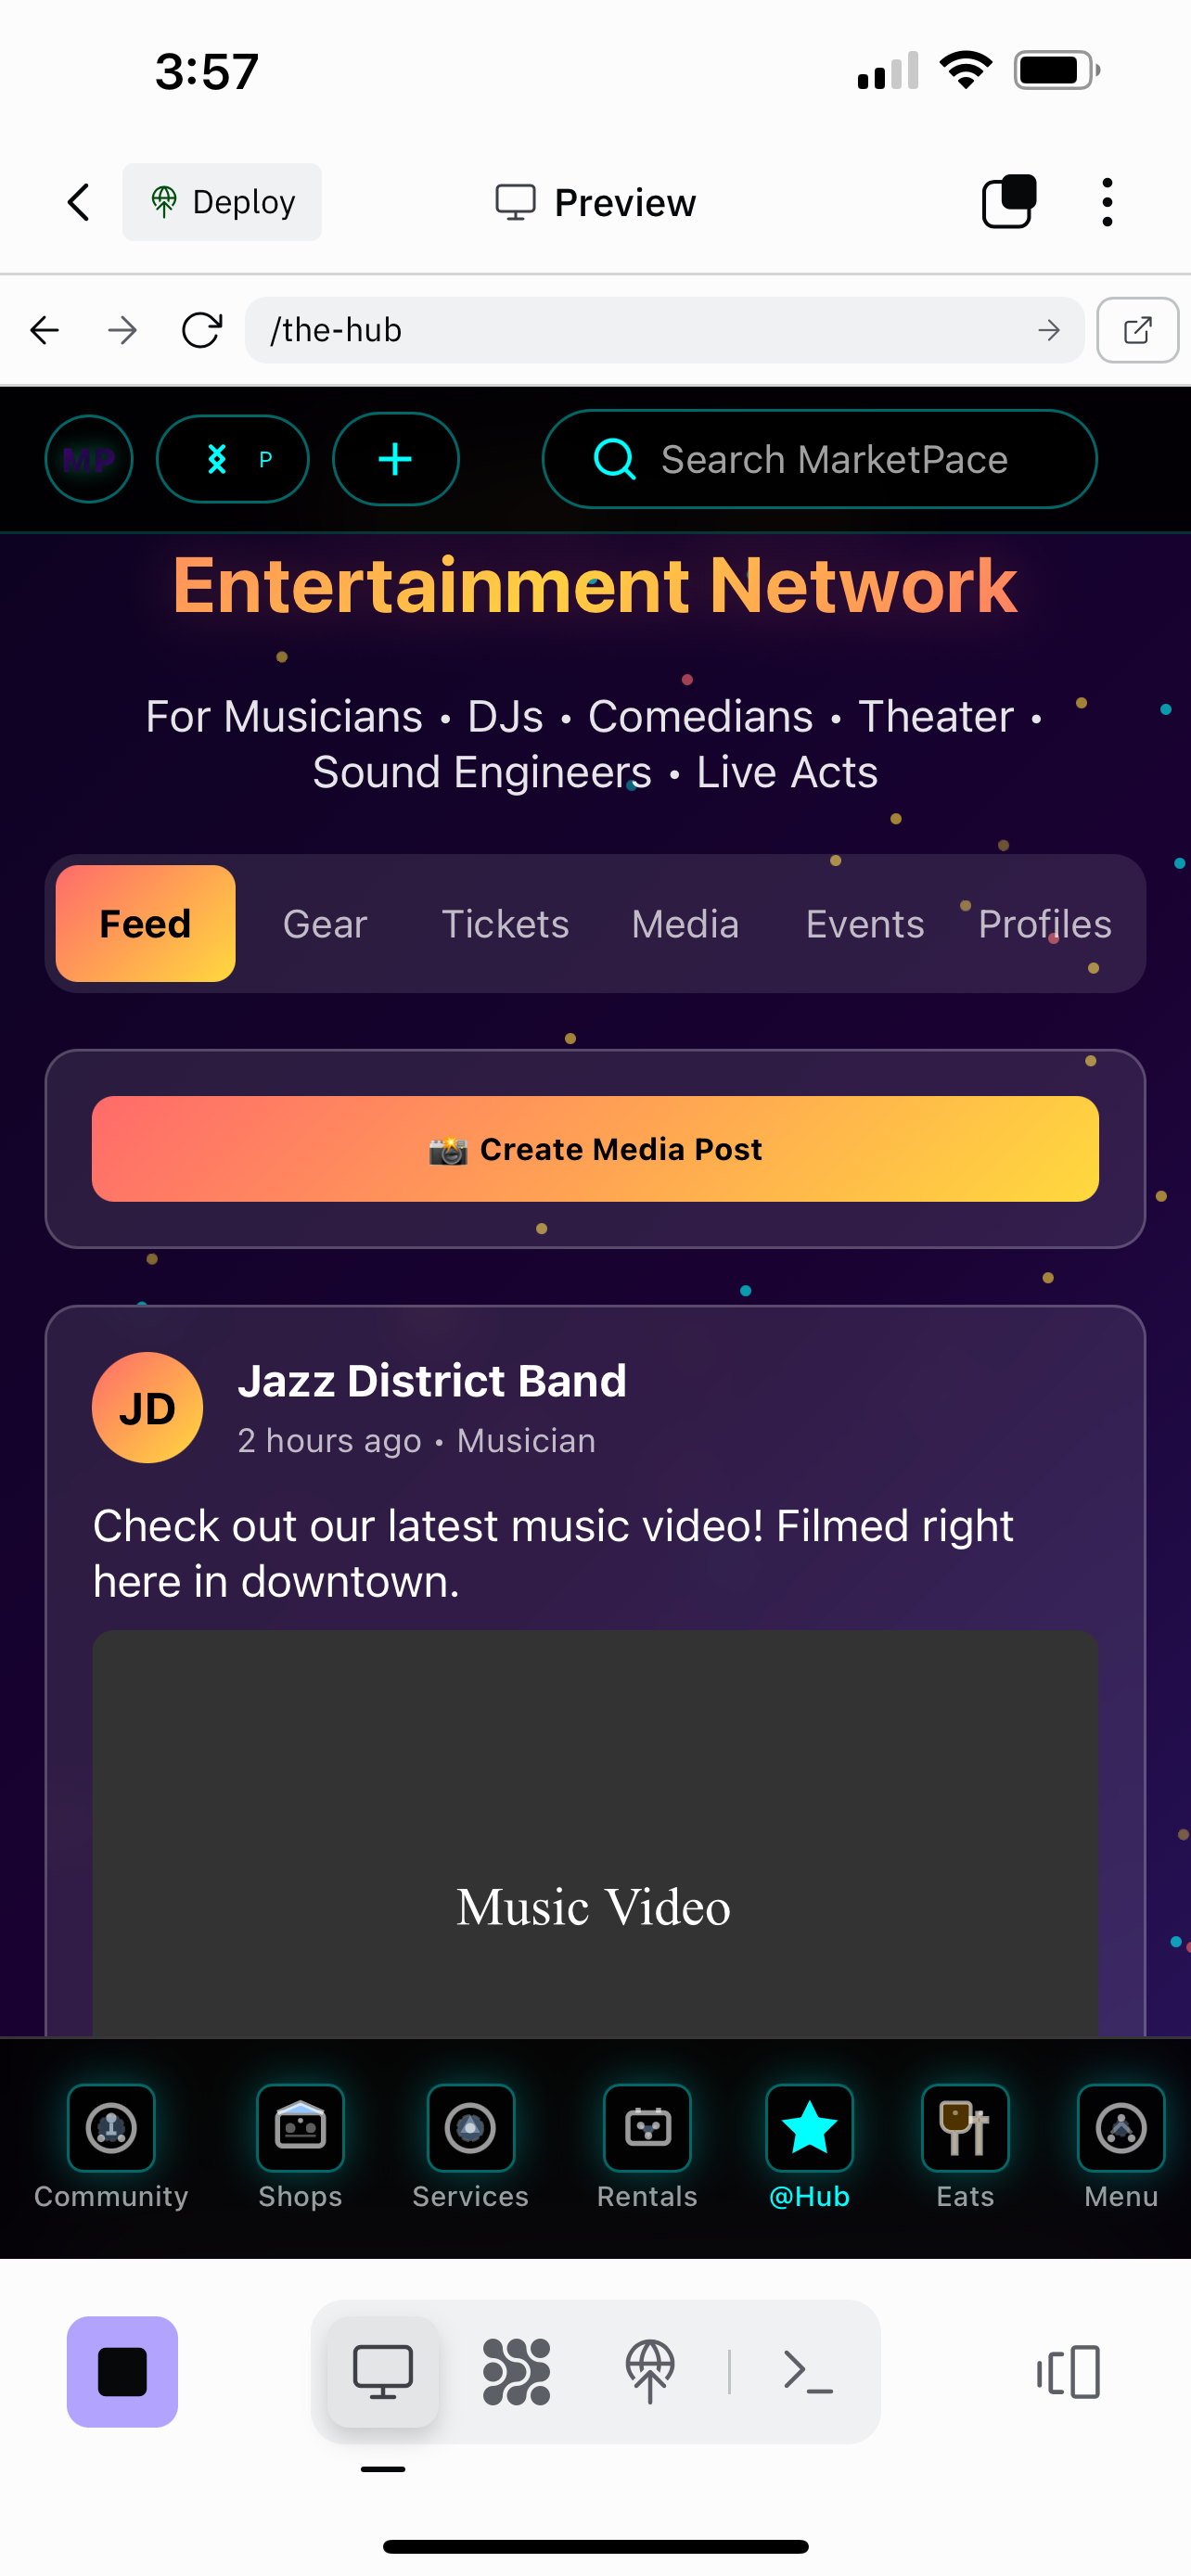 3:57
Deploy
Preview
/the-hub
MP
P
Search MarketPace
Entertainment Network
For Musicians • DJs • Comedians • Theater •
Sound Engineers • Live Acts
Feed Gear Tickets Media Events Profiles
📸 Create Media Post
JD
Jazz District Band
2 hours ago • Musician
Check out our latest music video! Filmed right
here in downtown.
Music Video
Community Shops Services Rentals @Hub Eats Menu